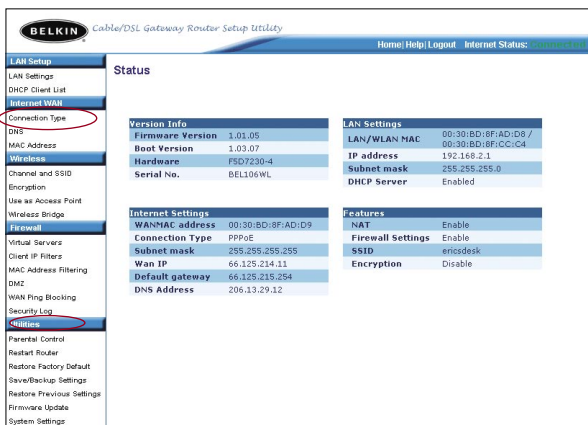 BELKIN Cable/DSL Gateway Router Setup Utility
Home| Help| Logout Internet Status: Connected
LAN Setup
LAN Settings
DHCP Client List
Internet WAN
Connection Type
DNS
MAC Address
Wireless
Channel and SSID
Encryption
Use as Access Point
Wireless Bridge
Firewall
Virtual Servers
Client IP Filters
MAC Address Filtering
DMZ
WAN Ping Blocking
Security Log
Utilities
Parental Control
Restart Router
Restore Factory Default
Save/Backup Settings
Restore Previous Settings
Firmware Update
System Settings
Status
Version Info
Firmware Version 1.01.05
Boot Version 1.03.07
Hardware F5D7230-4
Serial No. BEL106WL
LAN Settings
LAN/WLAN MAC 00:30:BD:8F:AD:D8 /
00:30:BD:8F:CC:C4
IP address 192.168.2.1
Subnet mask 255.255.255.0
DHCP Server Enabled
Internet Settings
WANMAC address 00:30:BD:8F:AD:D9
Connection Type PPPoE
Subnet mask 255.255.255.255
Wan IP 66.125.214.11
Default gateway 66.125.215.254
DNS Address 206.13.29.12
Features
NAT Enable
Firewall Settings Enable
SSID ericsdesk
Encryption Disable